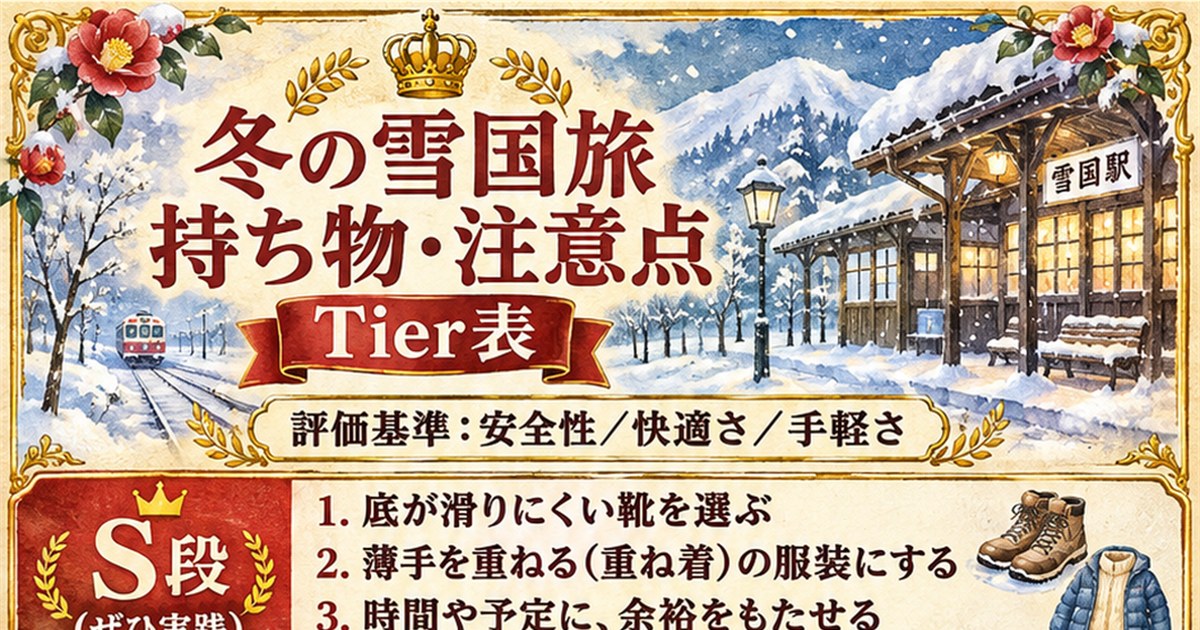 冬の雪国旅
持ち物・注意点
Tier表
雪国駅
評価基準：安全性／快適さ／手軽さ
S段
（ぜひ実践）
1. 底が滑りにくい靴を選ぶ
2. 薄手を重ねる（重ね着）の服装にする
3. 時間や予定に、余裕をもたせる